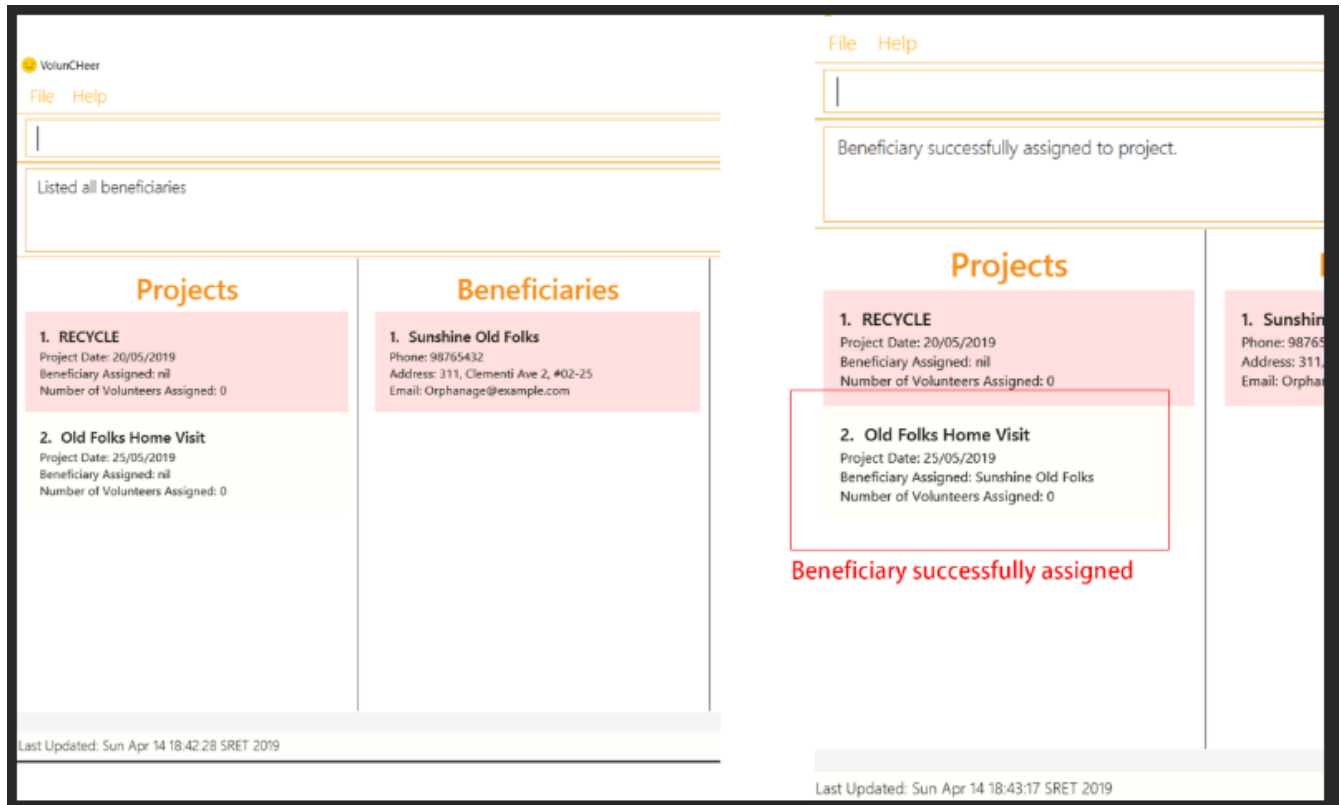 VolunCHeer
File Help
Listed all beneficiaries
Projects
1. RECYCLE
Project Date: 20/05/2019
Beneficiary Assigned: nil
Number of Volunteers Assigned: 0
2. Old Folks Home Visit
Project Date: 25/05/2019
Beneficiary Assigned: nil
Number of Volunteers Assigned: 0
Beneficiaries
1. Sunshine Old Folks
Phone: 98765432
Address: 311, Clementi Ave 2, #02-25
Email: Orphanage@example.com
Last Updated: Sun Apr 14 18:42:28 SRET 2019
File Help
Beneficiary successfully assigned to project.
Projects
1. RECYCLE
Project Date: 20/05/2019
Beneficiary Assigned: nil
Number of Volunteers Assigned: 0
2. Old Folks Home Visit
Project Date: 25/05/2019
Beneficiary Assigned: Sunshine Old Folks
Number of Volunteers Assigned: 0
Beneficiary successfully assigned
1. Sunshin
Phone: 9876
Address: 311,
Email: Orpha
Last Updated: Sun Apr 14 18:43:17 SRET 2019